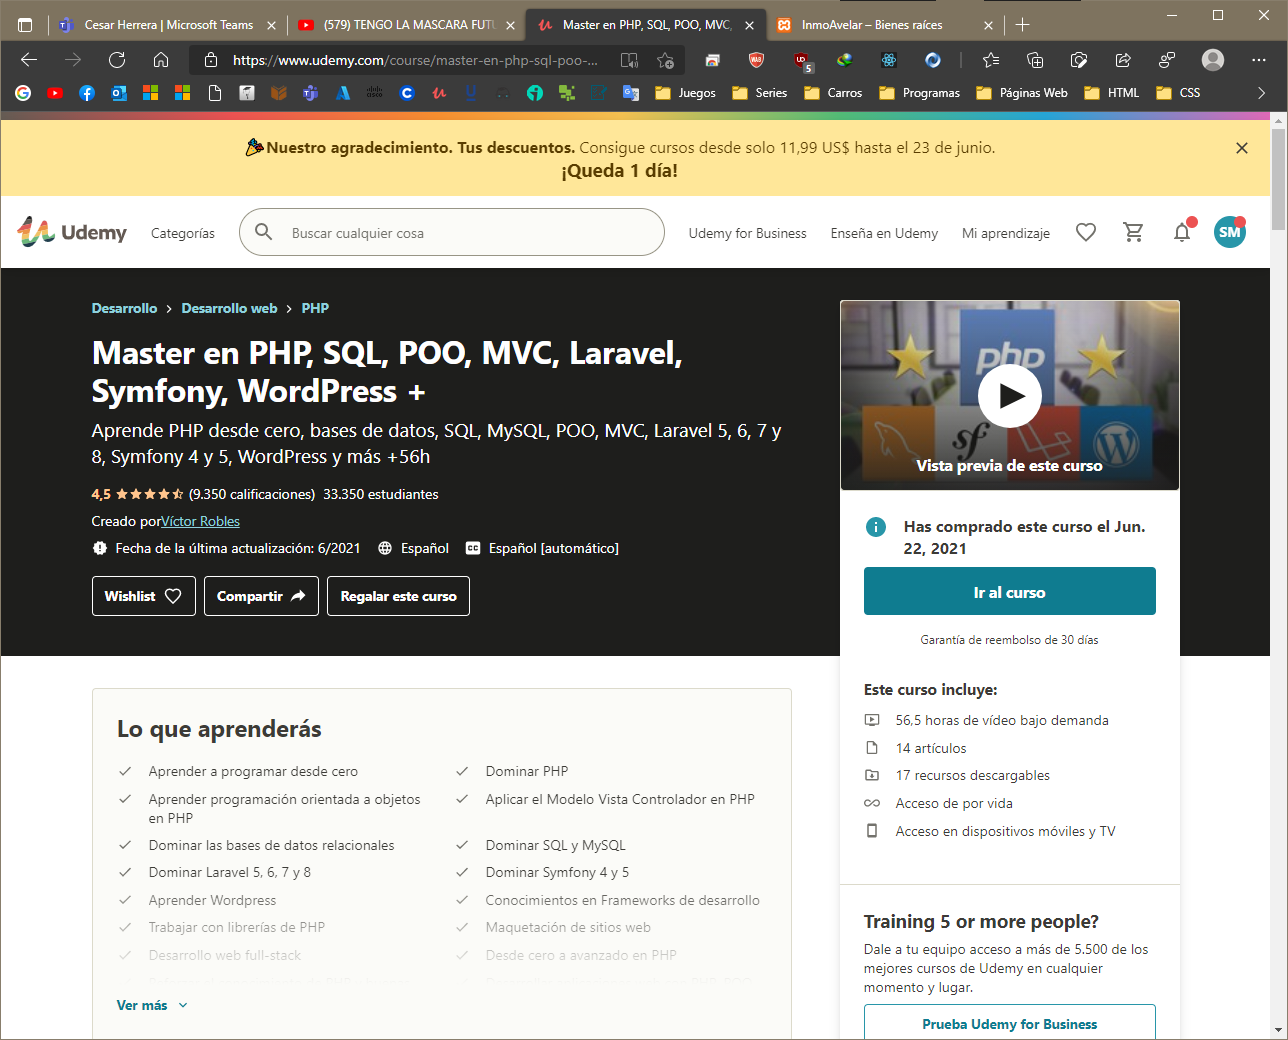 Cesar Herrera | Microsoft Teams
(579) TENGO LA MASCARA FUTU
Master en PHP, SQL, POO, MVC,
InmoAvelar – Bienes raíces
https://www.udemy.com/course/master-en-php-sql-poo-...
5
Juegos
Series
Carros
Programas
Páginas Web
HTML
CSS
Nuestro agradecimiento. Tus descuentos. Consigue cursos desde solo 11,99 US$ hasta el 23 de junio.
¡Queda 1 día!
Udemy
Categorías
Buscar cualquier cosa
Udemy for Business
Enseña en Udemy
Mi aprendizaje
SM
Desarrollo > Desarrollo web > PHP
Master en PHP, SQL, POO, MVC, Laravel,
Symfony, WordPress +
Aprende PHP desde cero, bases de datos, SQL, MySQL, POO, MVC, Laravel 5, 6, 7 y
8, Symfony 4 y 5, WordPress y más +56h
4,5 (9.350 calificaciones) 33.350 estudiantes
Creado porVíctor Robles
Fecha de la última actualización: 6/2021
Español
CC Español [automático]
Wishlist
Compartir
Regalar este curso
php
sf
Vista previa de este curso
Has comprado este curso el Jun.
22, 2021
Ir al curso
Garantía de reembolso de 30 días
Este curso incluye:
56,5 horas de vídeo bajo demanda
14 artículos
17 recursos descargables
Acceso de por vida
Acceso en dispositivos móviles y TV
Training 5 or more people?
Dale a tu equipo acceso a más de 5.500 de los
mejores cursos de Udemy en cualquier
momento y lugar.
Prueba Udemy for Business
Lo que aprenderás
Aprender a programar desde cero
Dominar PHP
Aprender programación orientada a objetos
en PHP
Aplicar el Modelo Vista Controlador en PHP
Dominar las bases de datos relacionales
Dominar SQL y MySQL
Dominar Laravel 5, 6, 7 y 8
Dominar Symfony 4 y 5
Aprender Wordpress
Conocimientos en Frameworks de desarrollo
Trabajar con librerías de PHP
Maquetación de sitios web
Desarrollo web full-stack
Desde cero a avanzado en PHP
Ver más